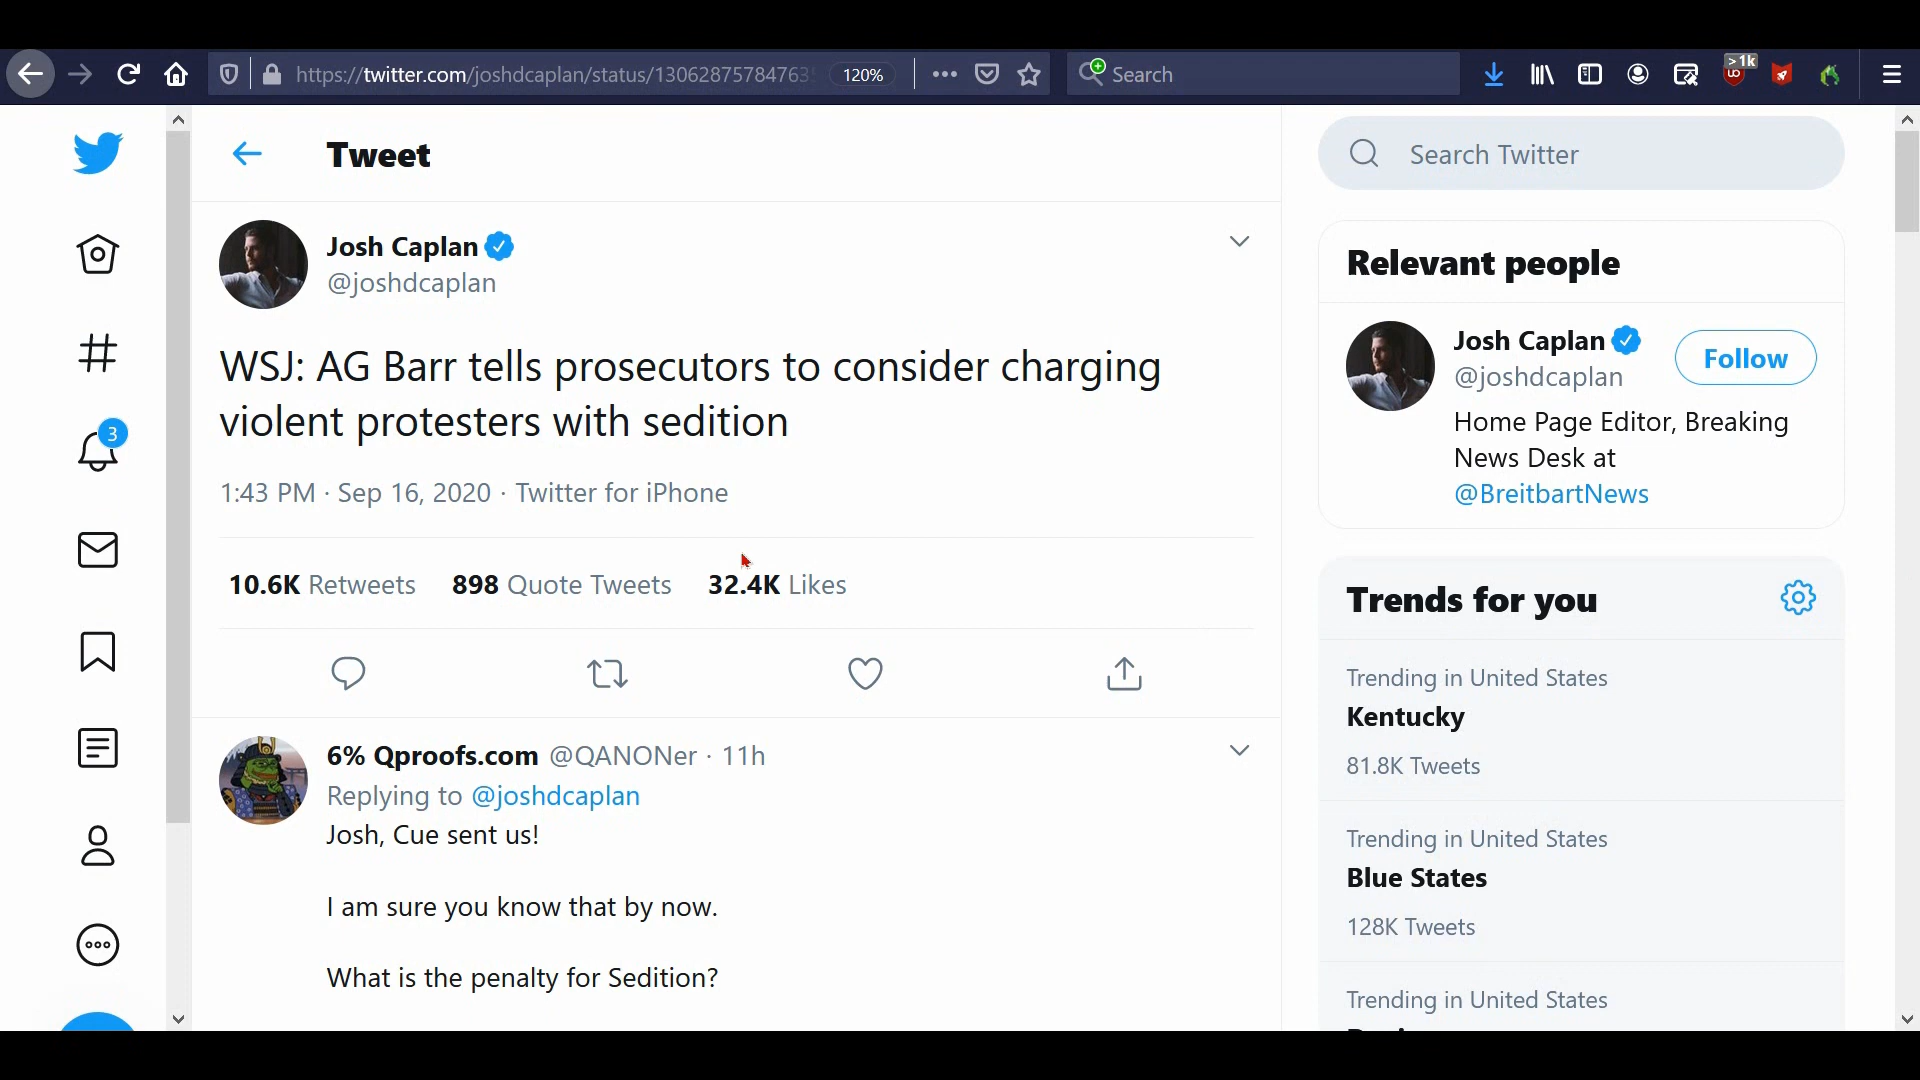 https://twitter.com/joshdcaplan/status/13062875784763
120%
Search
>1k
Tweet
Search Twitter
Josh Caplan
@joshdcaplan
WSJ: AG Barr tells prosecutors to consider charging
violent protesters with sedition
1:43 PM · Sep 16, 2020 · Twitter for iPhone
10.6K Retweets 898 Quote Tweets 32.4K Likes
3
6% Qproofs.com @QANONer · 11h
Replying to @joshdcaplan
Josh, Cue sent us!
I am sure you know that by now.
What is the penalty for Sedition?
Relevant people
Josh Caplan
@joshdcaplan
Follow
Home Page Editor, Breaking
News Desk at
@BreitbartNews
Trends for you
Trending in United States
Kentucky
81.8K Tweets
Trending in United States
Blue States
128K Tweets
Trending in United States